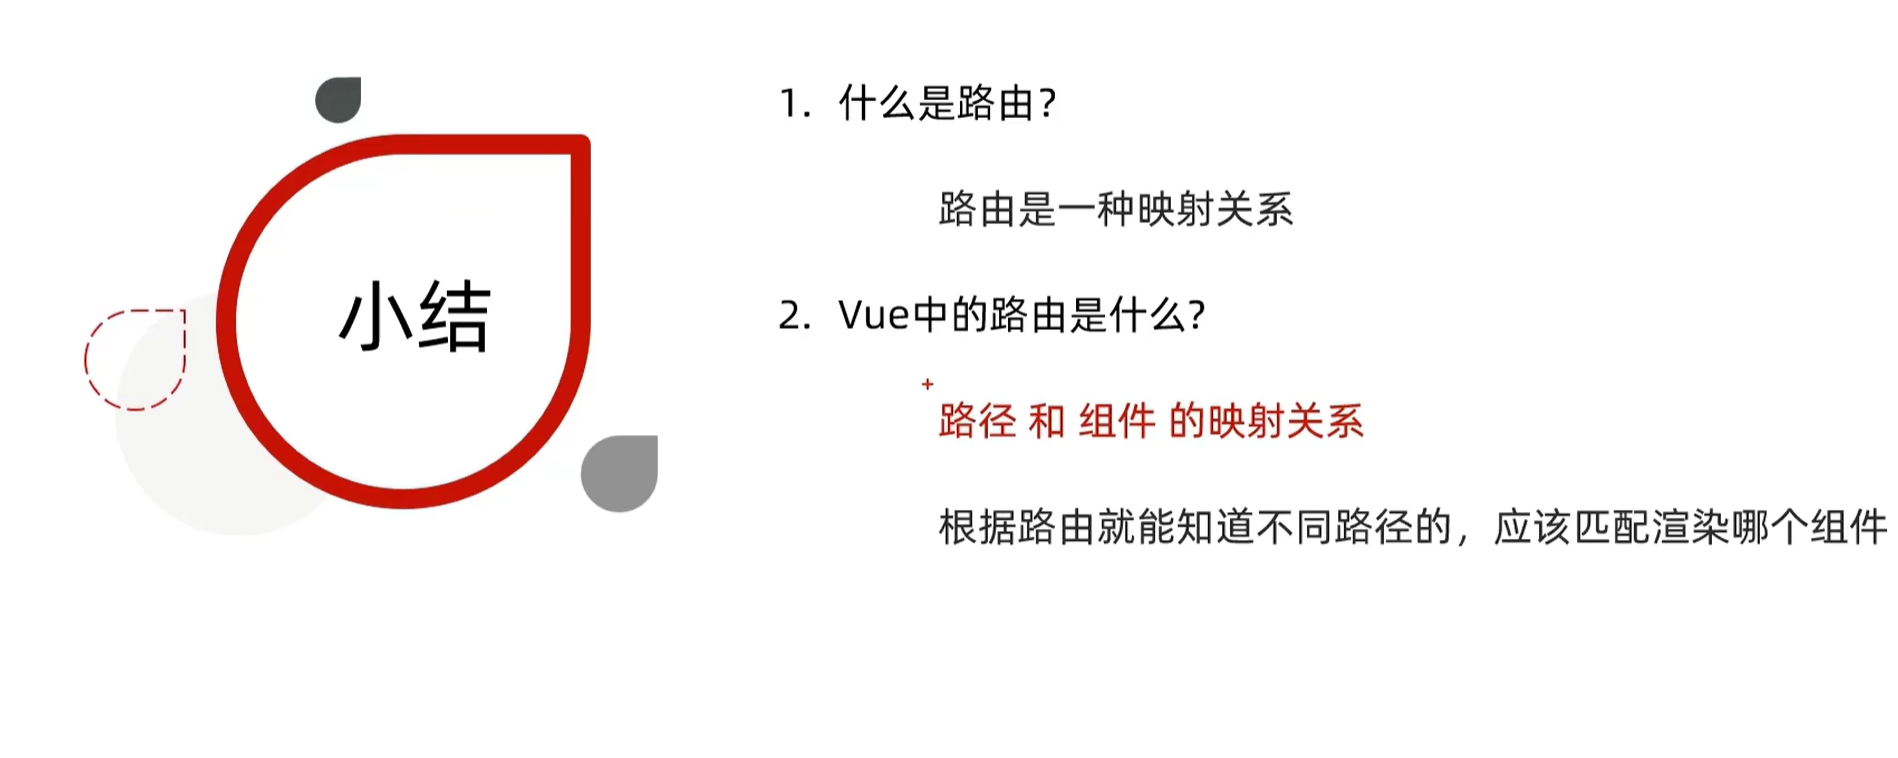 小结
1. 什么是路由？
路由是一种映射关系
2. Vue中的路由是什么？
路径 和 组件 的映射关系
根据路由就能知道不同路径的，应该匹配渲染哪个组件